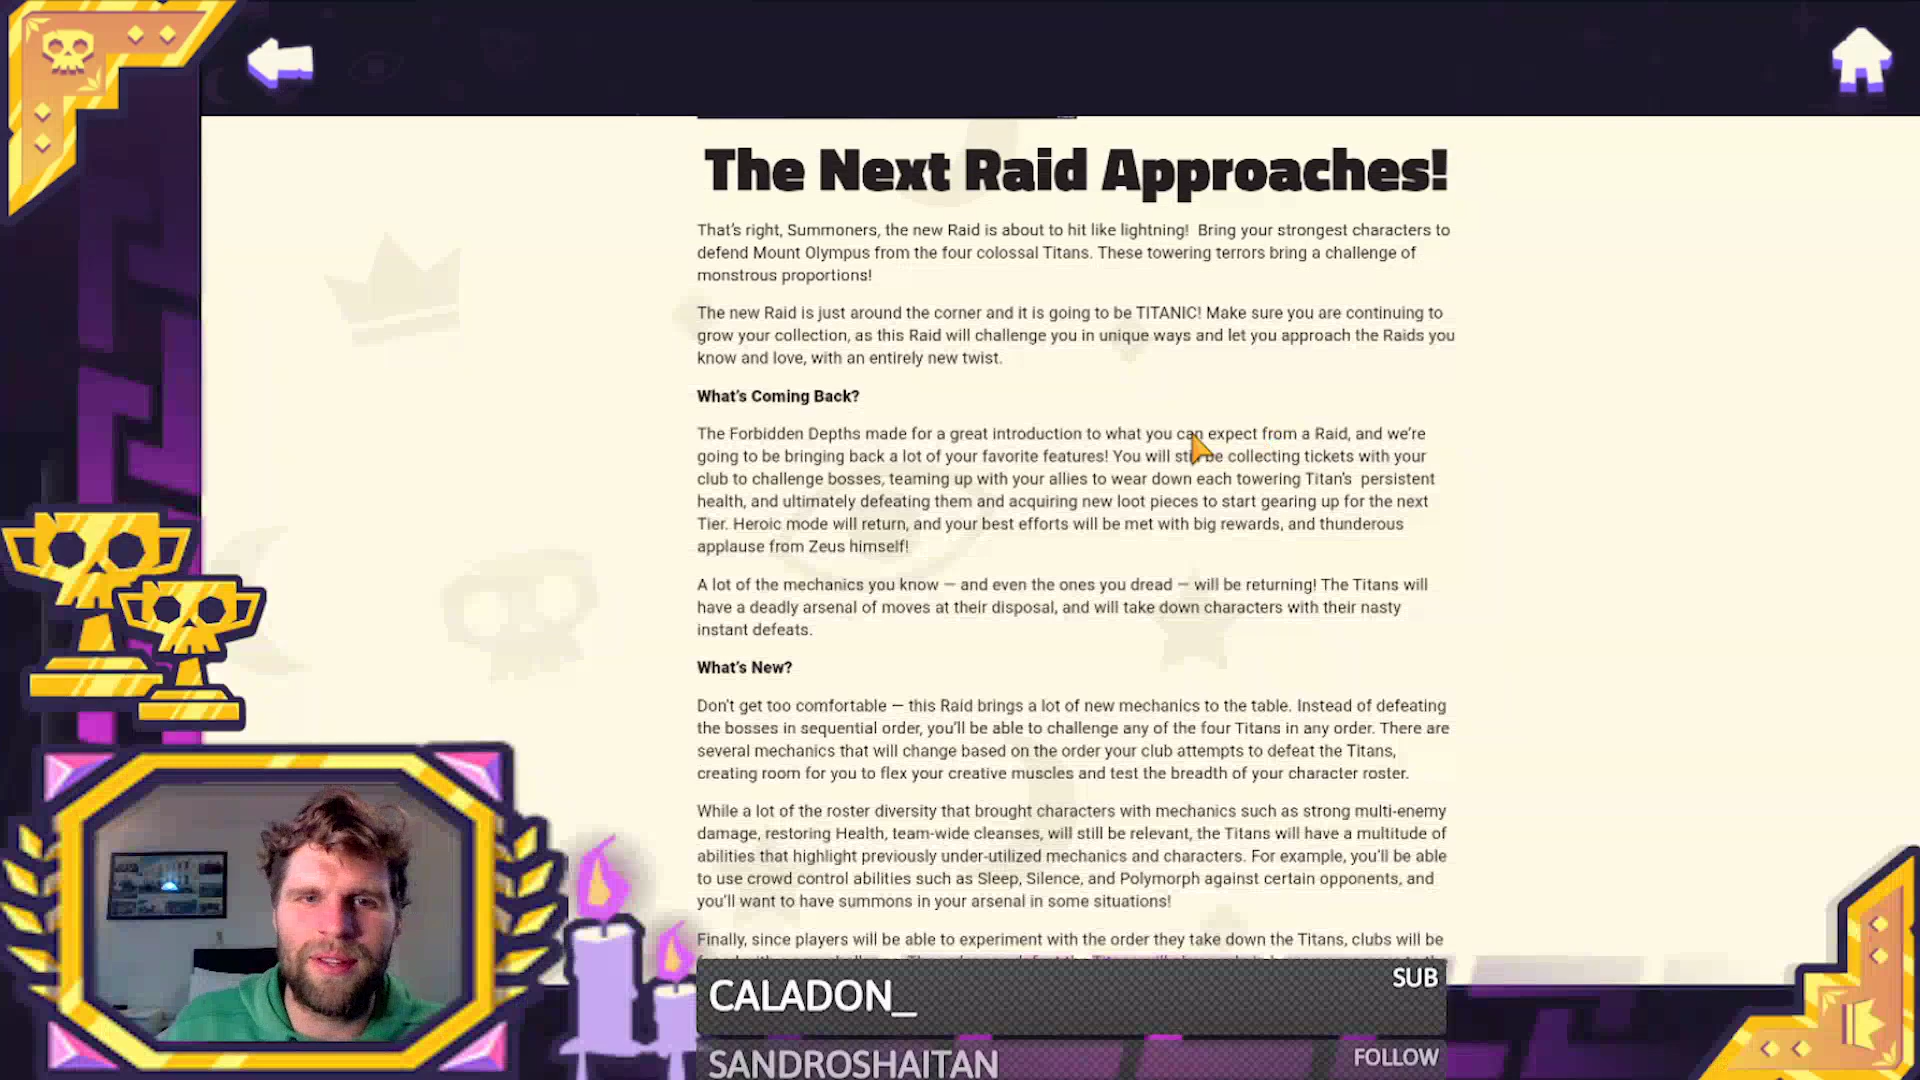 The Next Raid Approaches!
That's right, Summoners, the new Raid is about to hit like lightning!  Bring your strongest characters to
defend Mount Olympus from the four colossal Titans. These towering terrors bring a challenge of
monstrous proportions!
The new Raid is just around the corner and it is going to be TITANIC! Make sure you are continuing to
grow your collection, as this Raid will challenge you in unique ways and let you approach the Raids you
know and love, with an entirely new twist.
What's Coming Back?
The Forbidden Depths made for a great introduction to what you can expect from a Raid, and we're
going to be bringing back a lot of your favorite features! You will still be collecting tickets with your
club to challenge bosses, teaming up with your allies to wear down each towering Titan's  persistent
health, and ultimately defeating them and acquiring new loot pieces to start gearing up for the next
Tier. Heroic mode will return, and your best efforts will be met with big rewards, and thunderous
applause from Zeus himself!
A lot of the mechanics you know — and even the ones you dread — will be returning! The Titans will
have a deadly arsenal of moves at their disposal, and will take down characters with their nasty
instant defeats.
What's New?
Don't get too comfortable — this Raid brings a lot of new mechanics to the table. Instead of defeating
the bosses in sequential order, you'll be able to challenge any of the four Titans in any order. There are
several mechanics that will change based on the order your club attempts to defeat the Titans,
creating room for you to flex your creative muscles and test the breadth of your character roster.
While a lot of the roster diversity that brought characters with mechanics such as strong multi-enemy
damage, restoring Health, team-wide cleanses, will still be relevant, the Titans will have a multitude of
abilities that highlight previously under-utilized mechanics and characters. For example, you'll be able
to use crowd control abilities such as Sleep, Silence, and Polymorph against certain opponents, and
you'll want to have summons in your arsenal in some situations!
Finally, since players will be able to experiment with the order they take down the Titans, clubs will be
CALADON_ SUB
SANDROSHAITAN FOLLOW